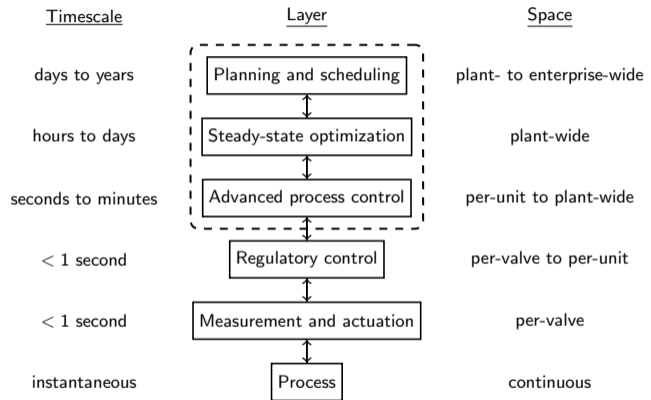 Timescale Layer Space
days to years Planning and scheduling plant- to enterprise-wide
hours to days Steady-state optimization plant-wide
seconds to minutes Advanced process control per-unit to plant-wide
< 1 second Regulatory control per-valve to per-unit
< 1 second Measurement and actuation per-valve
instantaneous Process continuous